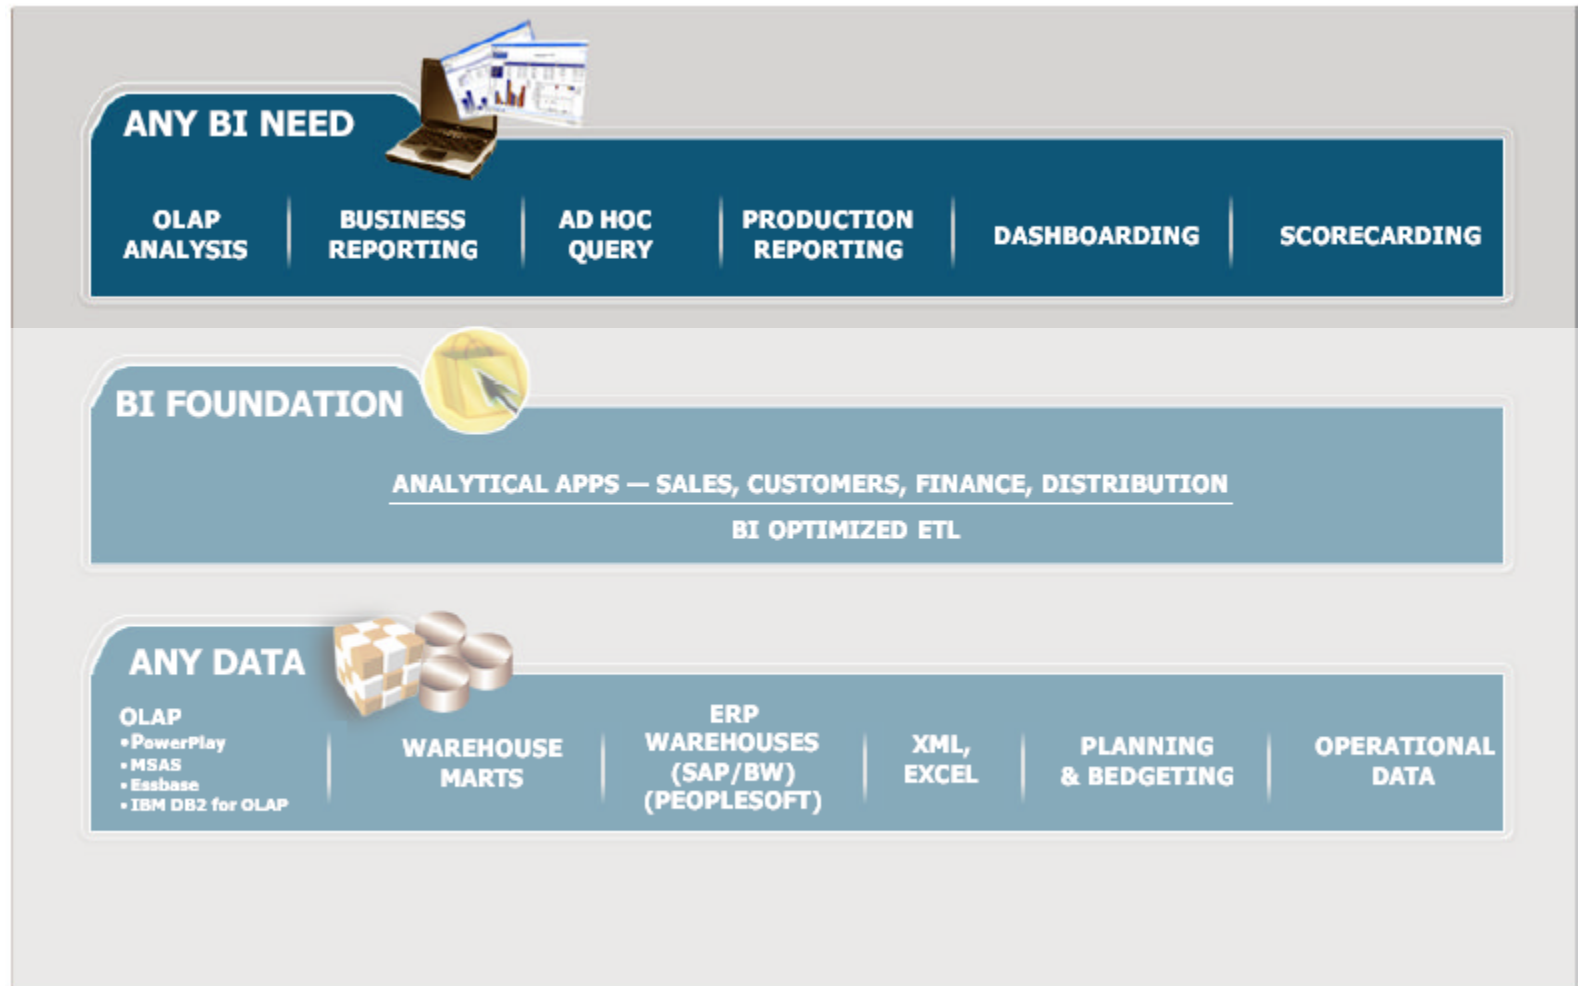 ANY BI NEED
OLAP
ANALYSIS
BUSINESS
REPORTING
AD HOC
QUERY
PRODUCTION
REPORTING
DASHBOARDING
SCORECARDING
BI FOUNDATION
ANALYTICAL APPS — SALES, CUSTOMERS, FINANCE, DISTRIBUTION
BI OPTIMIZED ETL
ANY DATA
OLAP
• PowerPlay
• MSAS
• Essbase
• IBM DB2 for OLAP
WAREHOUSE
MARTS
ERP
WAREHOUSES
(SAP/BW)
(PEOPLESOFT)
XML,
EXCEL
PLANNING
& BEDGETING
OPERATIONAL
DATA